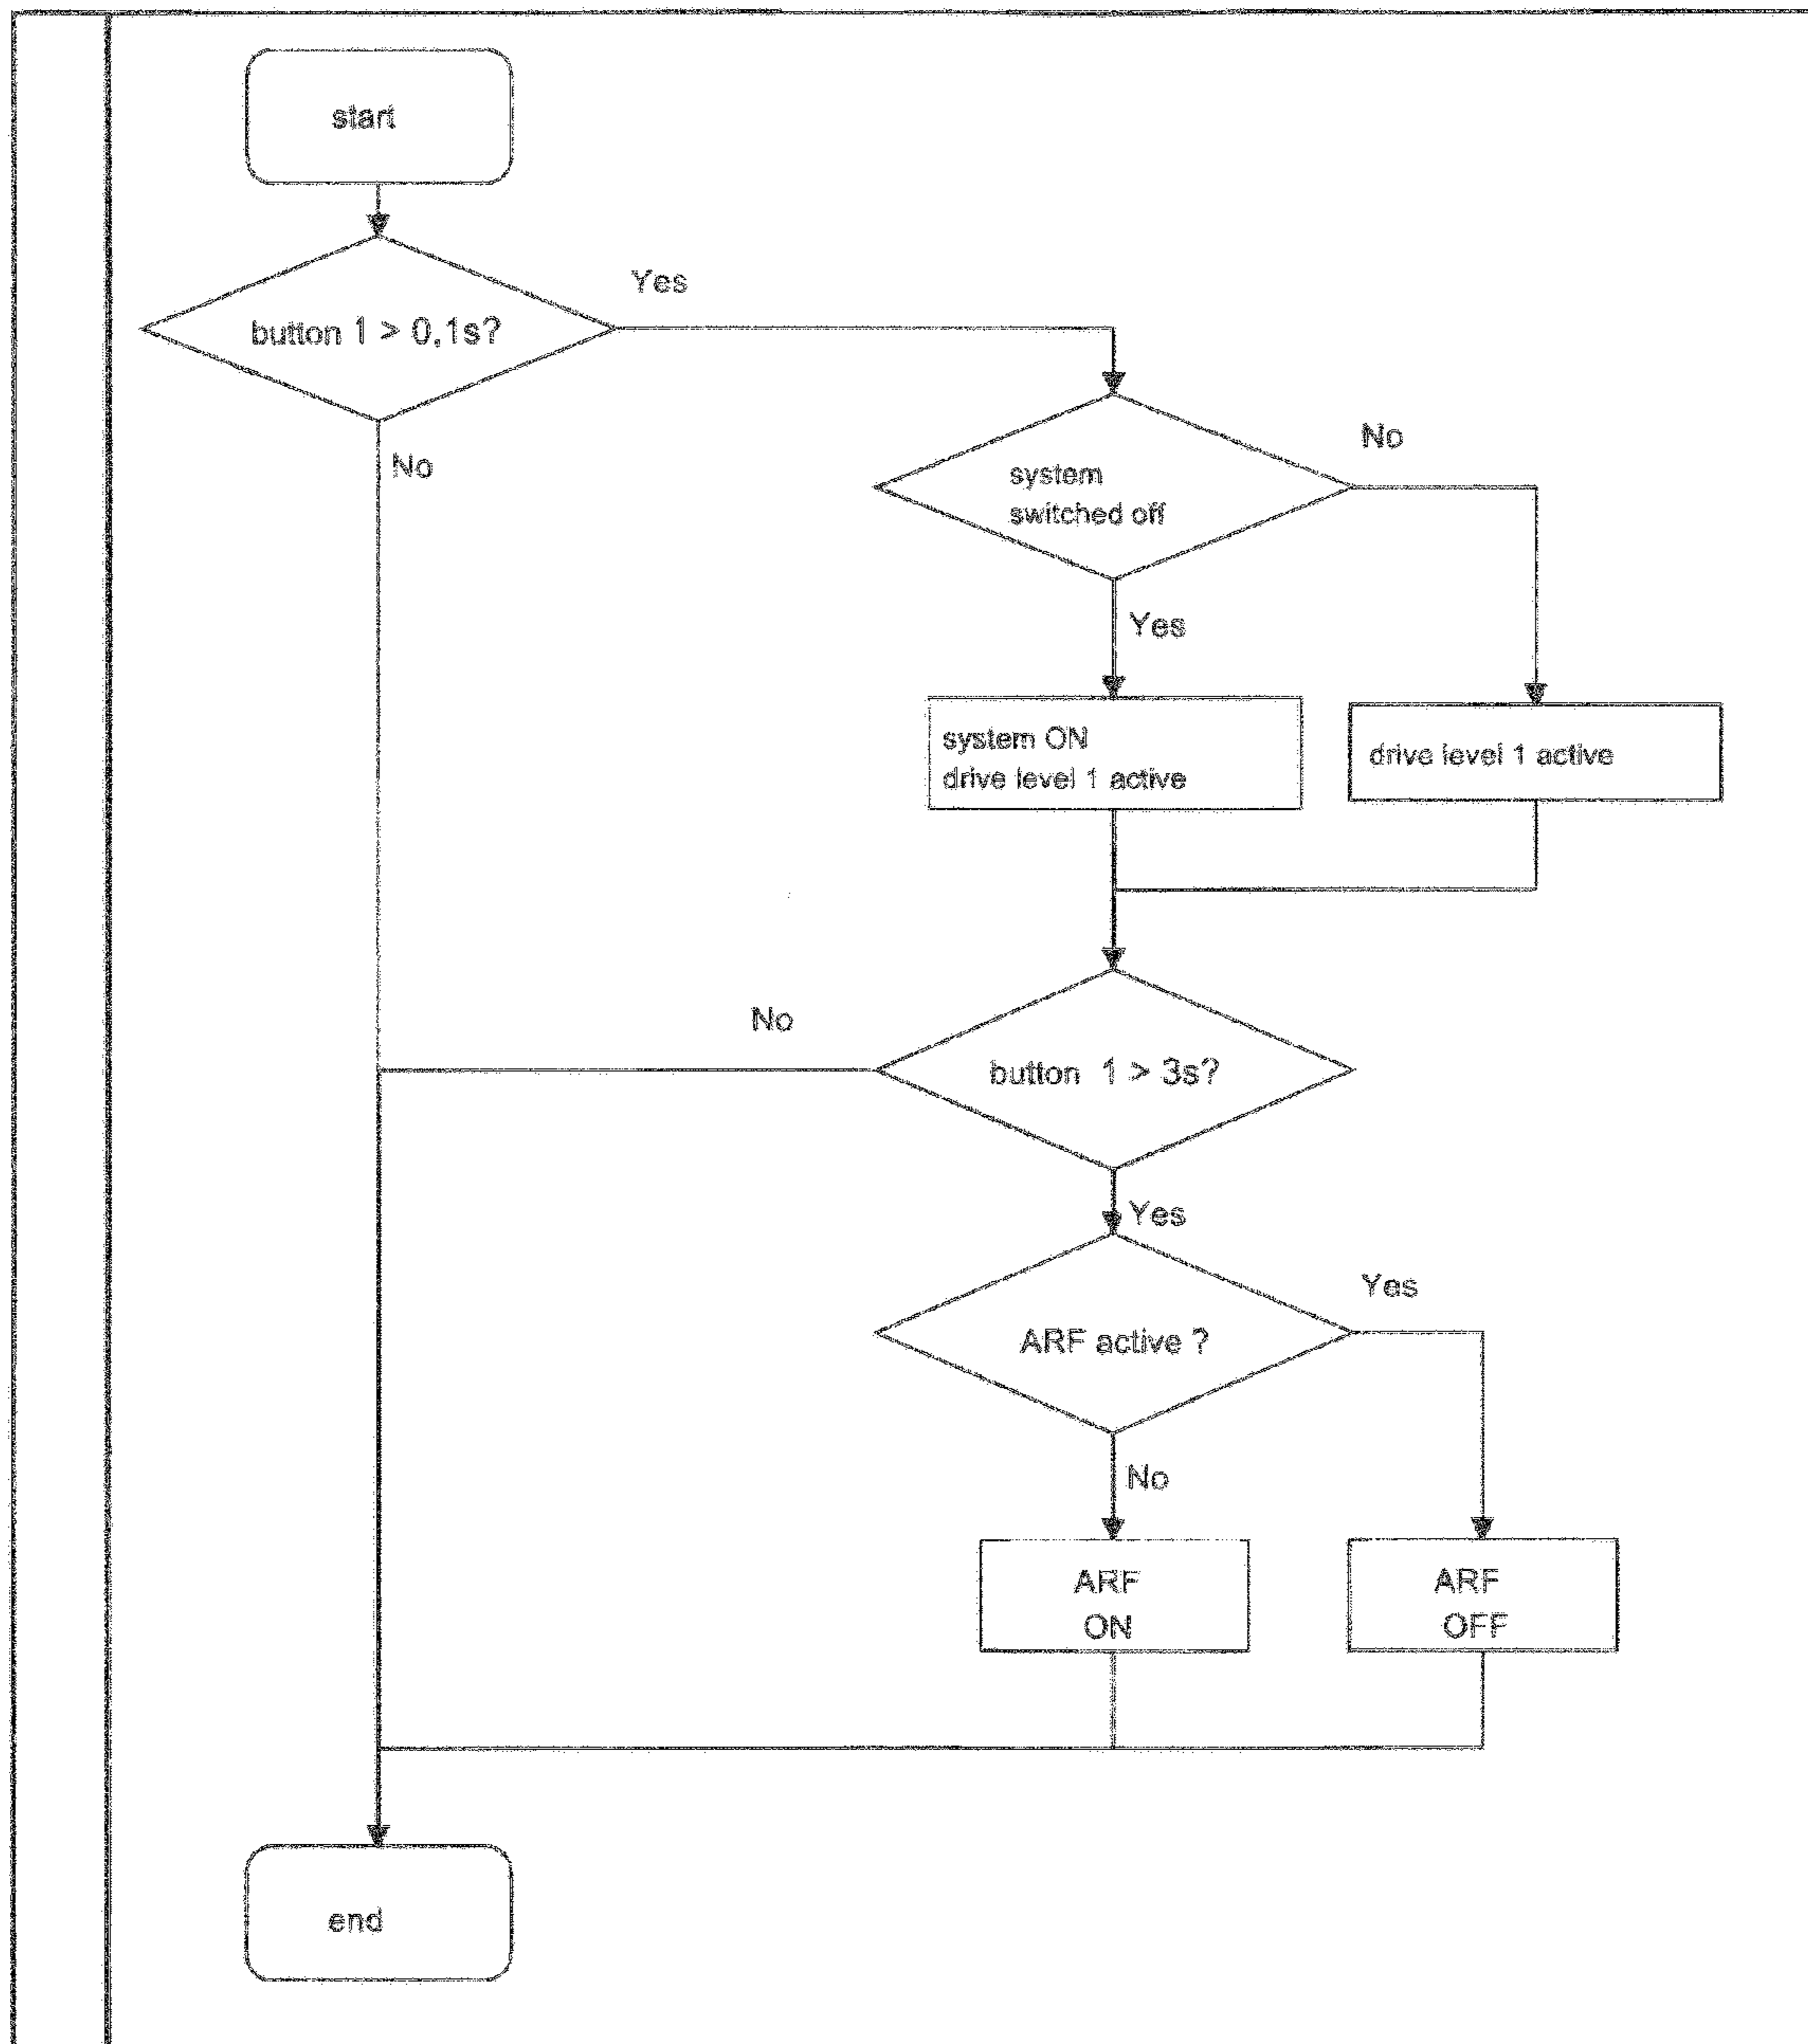 start
button 1 > 0,1s?
Yes
No
system
switched off
No
Yes
system ON
drive level 1 active
drive level 1 active
button 1 > 3s?
No
Yes
ARF active ?
Yes
No
ARF
ON
ARF
OFF
end